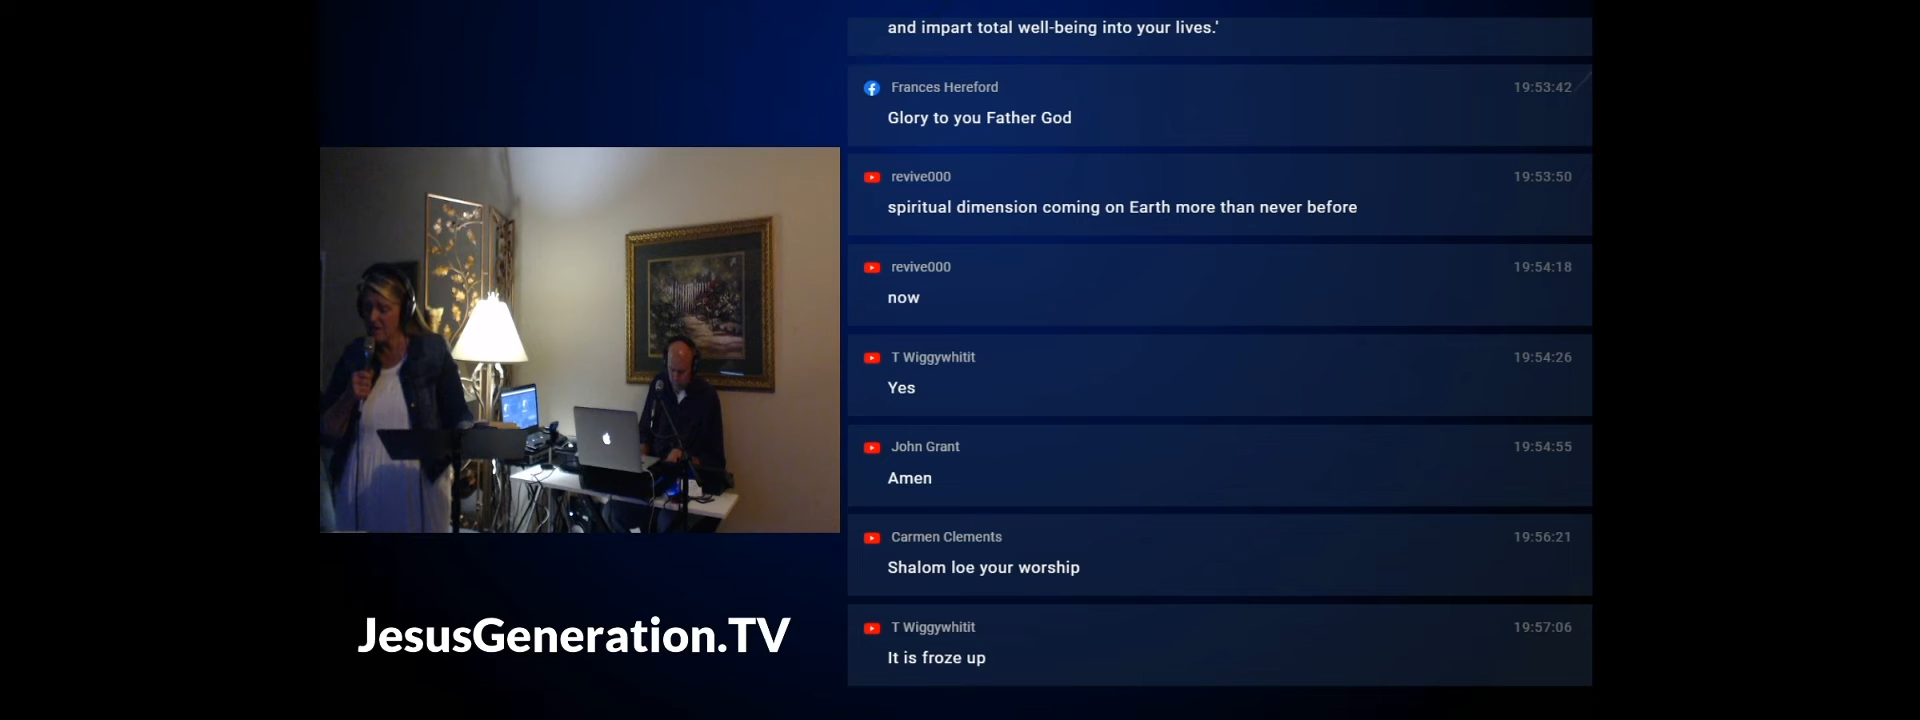 and impart total well-being into your lives.'
Frances Hereford 19:53:42
Glory to you Father God
revive000 19:53:50
spiritual dimension coming on Earth more than never before
revive000 19:54:18
now
T Wiggywhitit 19:54:26
Yes
John Grant 19:54:55
Amen
Carmen Clements 19:56:21
Shalom loe your worship
T Wiggywhitit 19:57:06
It is froze up
JesusGeneration.TV